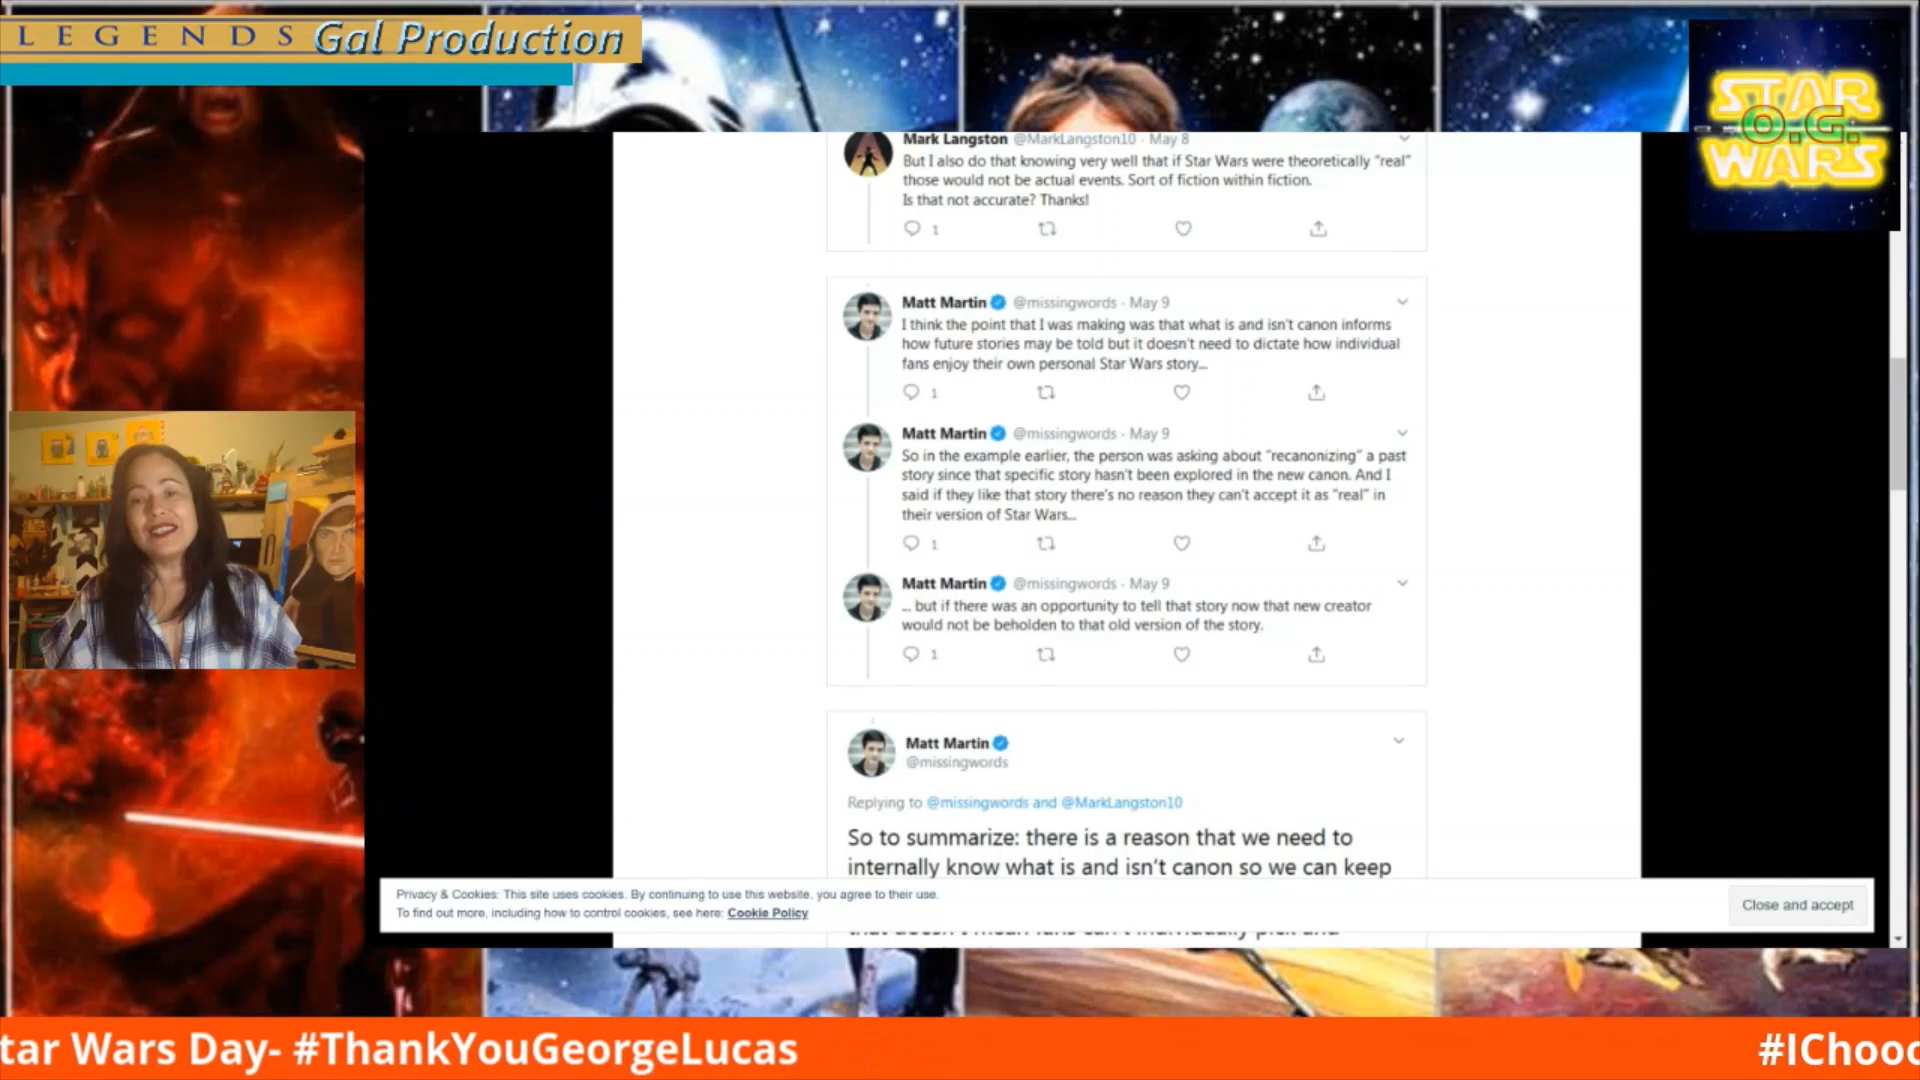 LEGENDS Gal Production
STAR
O.G.
WARS
Mark Langston @MarkLangston10 · May 8
But I also do that knowing very well that if Star Wars were theoretically "real"
those would not be actual events. Sort of fiction within fiction.
Is that not accurate? Thanks!
1
Matt Martin @missingwords · May 9
I think the point that I was making was that what is and isn't canon informs
how future stories may be told but it doesn't need to dictate how individual
fans enjoy their own personal Star Wars story...
1
Matt Martin @missingwords · May 9
So in the example earlier, the person was asking about "recanonizing" a past
story since that specific story hasn't been explored in the new canon. And I
said if they like that story there's no reason they can't accept it as "real" in
their version of Star Wars...
1
Matt Martin @missingwords · May 9
... but if there was an opportunity to tell that story now that new creator
would not be beholden to that old version of the story.
1
Matt Martin
@missingwords
Replying to @missingwords and @MarkLangston10
So to summarize: there is a reason that we need to
internally know what is and isn't canon so we can keep
Privacy & Cookies: This site uses cookies. By continuing to use this website, you agree to their use.
To find out more, including how to control cookies, see here: Cookie Policy
Close and accept
that doesn't mean fans can't individually pick and
tar Wars Day- #ThankYouGeorgeLucas
#IChooc